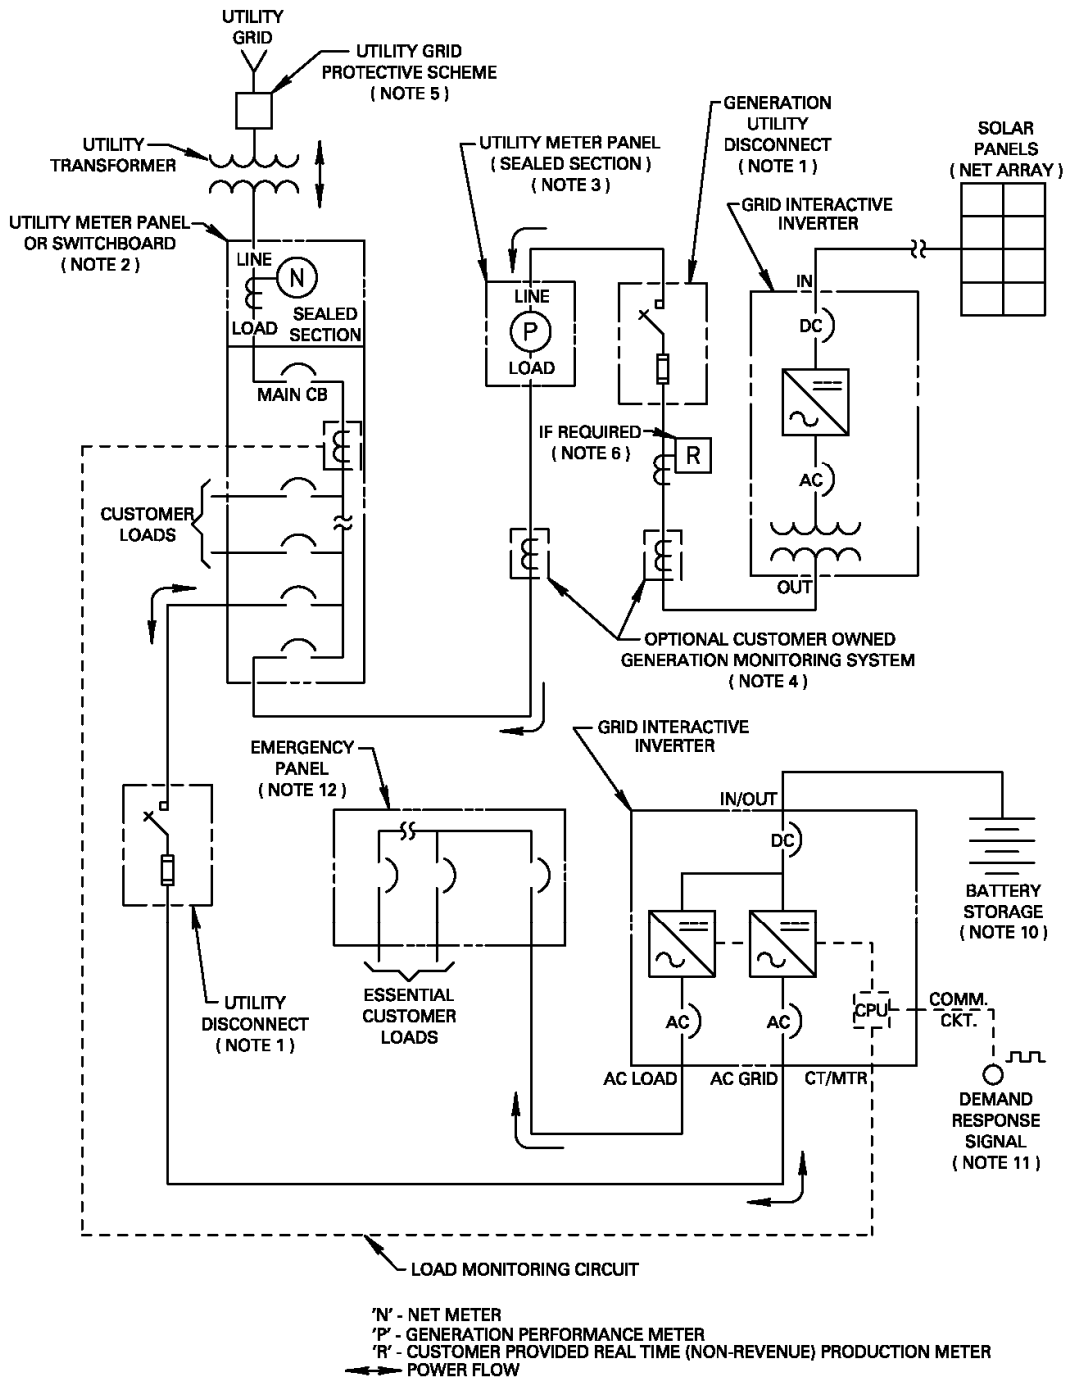 UTILITY
GRID
UTILITY GRID
PROTECTIVE SCHEME
( NOTE 5 )
UTILITY
TRANSFORMER
UTILITY METER PANEL
OR SWITCHBOARD
( NOTE 2 )
LINE
N
SEALED
SECTION
LOAD
MAIN CB
CUSTOMER
LOADS
UTILITY METER PANEL
( SEALED SECTION )
( NOTE 3 )
LINE
P
LOAD
GENERATION
UTILITY
DISCONNECT
( NOTE 1 )
IF REQUIRED
( NOTE 6 )
R
SOLAR
PANELS
( NET ARRAY )
GRID INTERACTIVE
INVERTER
IN
DC
AC
OUT
OPTIONAL CUSTOMER OWNED
GENERATION MONITORING SYSTEM
( NOTE 4 )
GRID INTERACTIVE
INVERTER
EMERGENCY
PANEL
( NOTE 12 )
ESSENTIAL
CUSTOMER
LOADS
UTILITY
DISCONNECT
( NOTE 1 )
IN/OUT
DC
AC
AC
CPU
AC LOAD
AC GRID
CT/MTR
BATTERY
STORAGE
( NOTE 10 )
COMM.
CKT.
DEMAND
RESPONSE
SIGNAL
( NOTE 11 )
LOAD MONITORING CIRCUIT
'N' - NET METER
'P' - GENERATION PERFORMANCE METER
'R' - CUSTOMER PROVIDED REAL TIME (NON-REVENUE) PRODUCTION METER
POWER FLOW